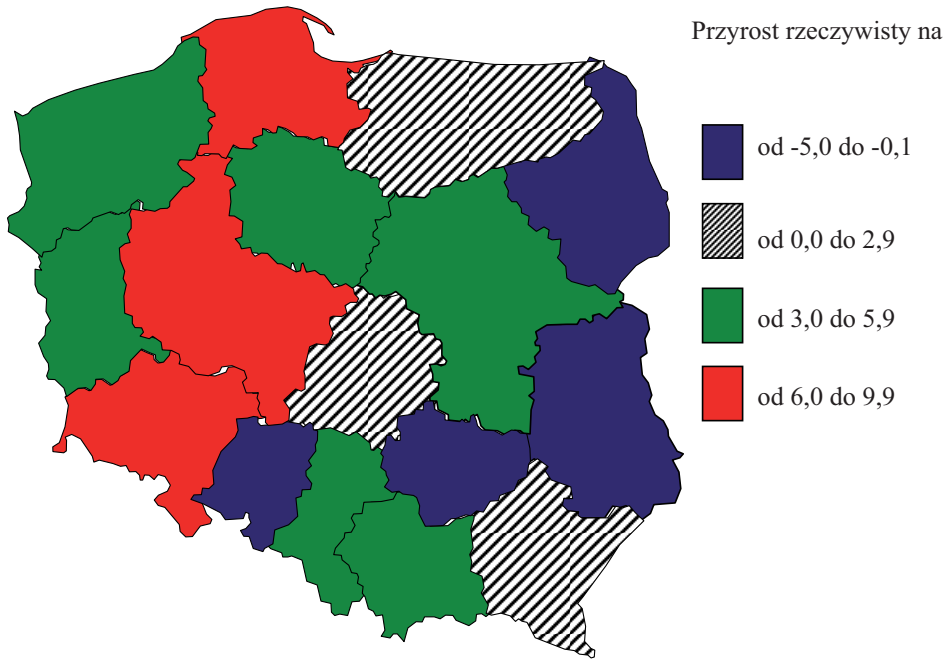 Przyrost rzeczywisty na
od -5,0 do -0,1
od 0,0 do 2,9
od 3,0 do 5,9
od 6,0 do 9,9